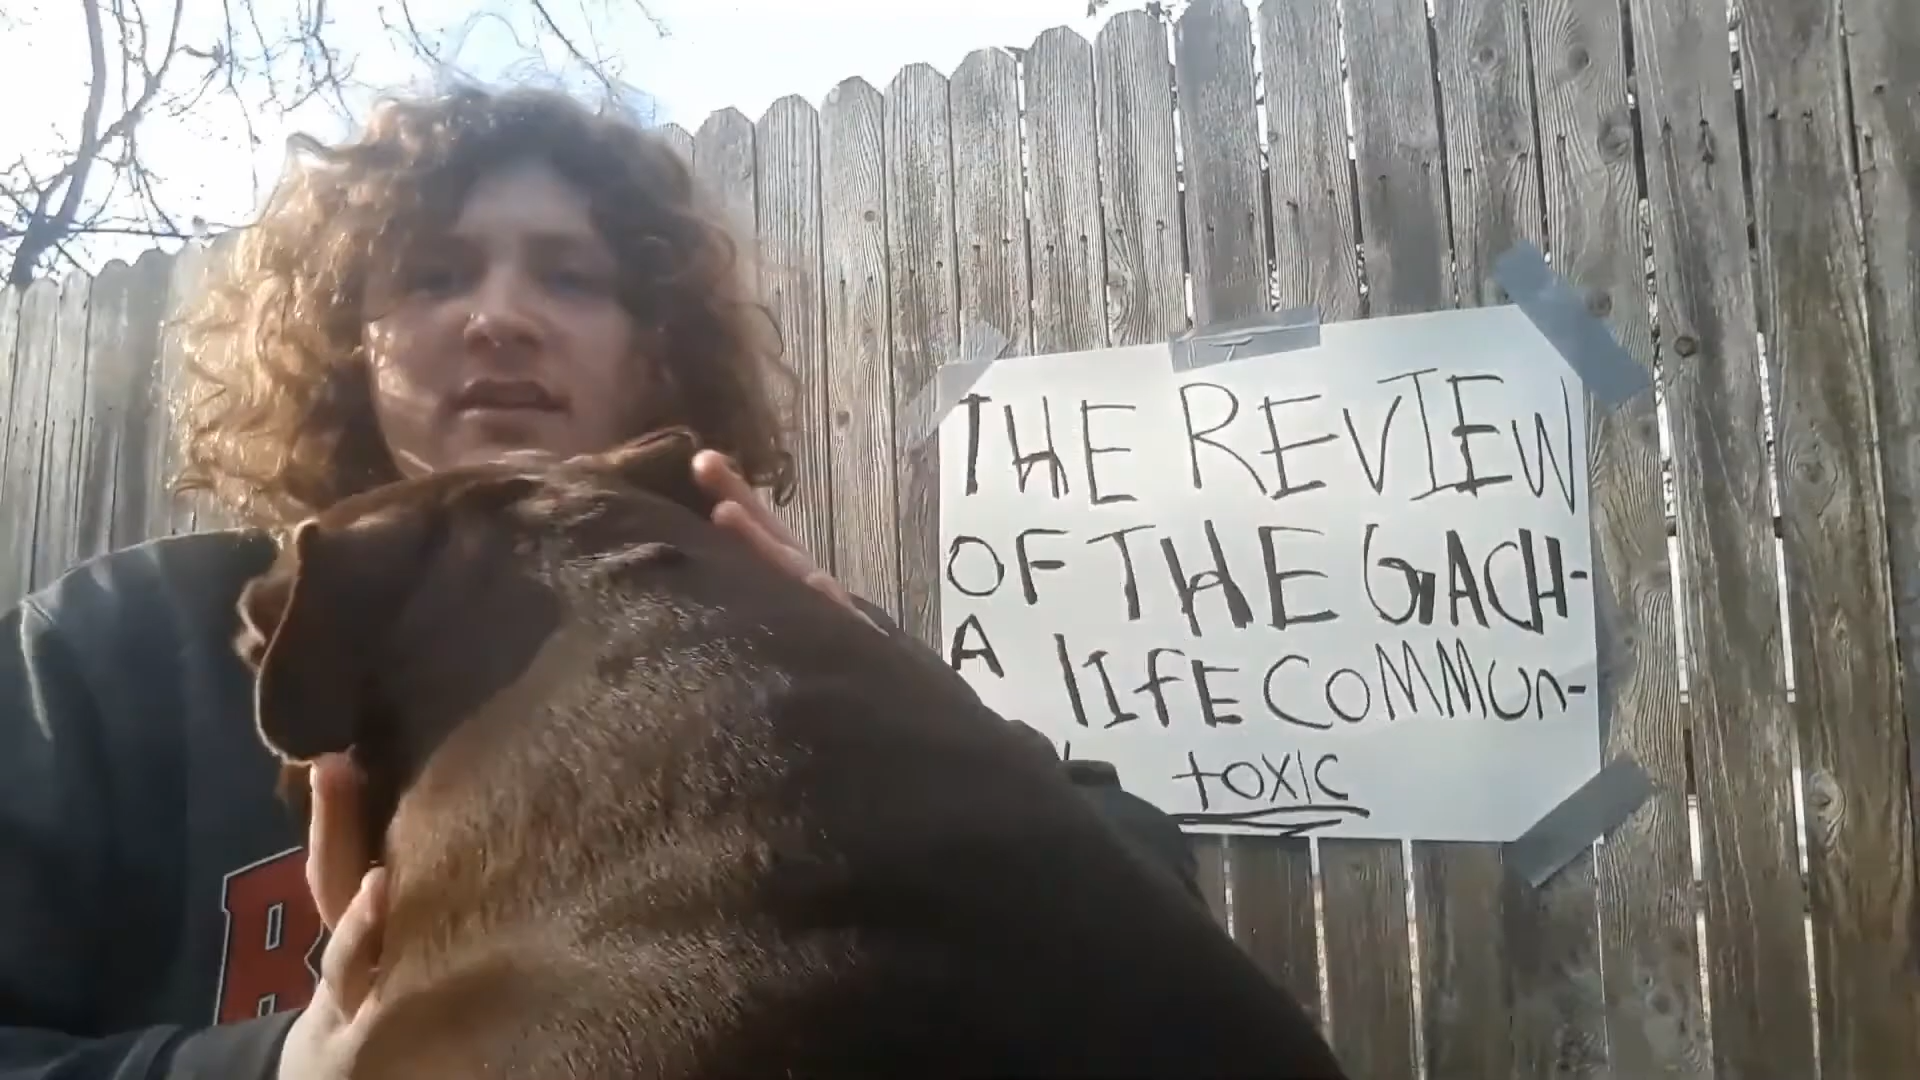 THE REVIEW
OF THE GACH-
A lIfE COMMUn-
toxic